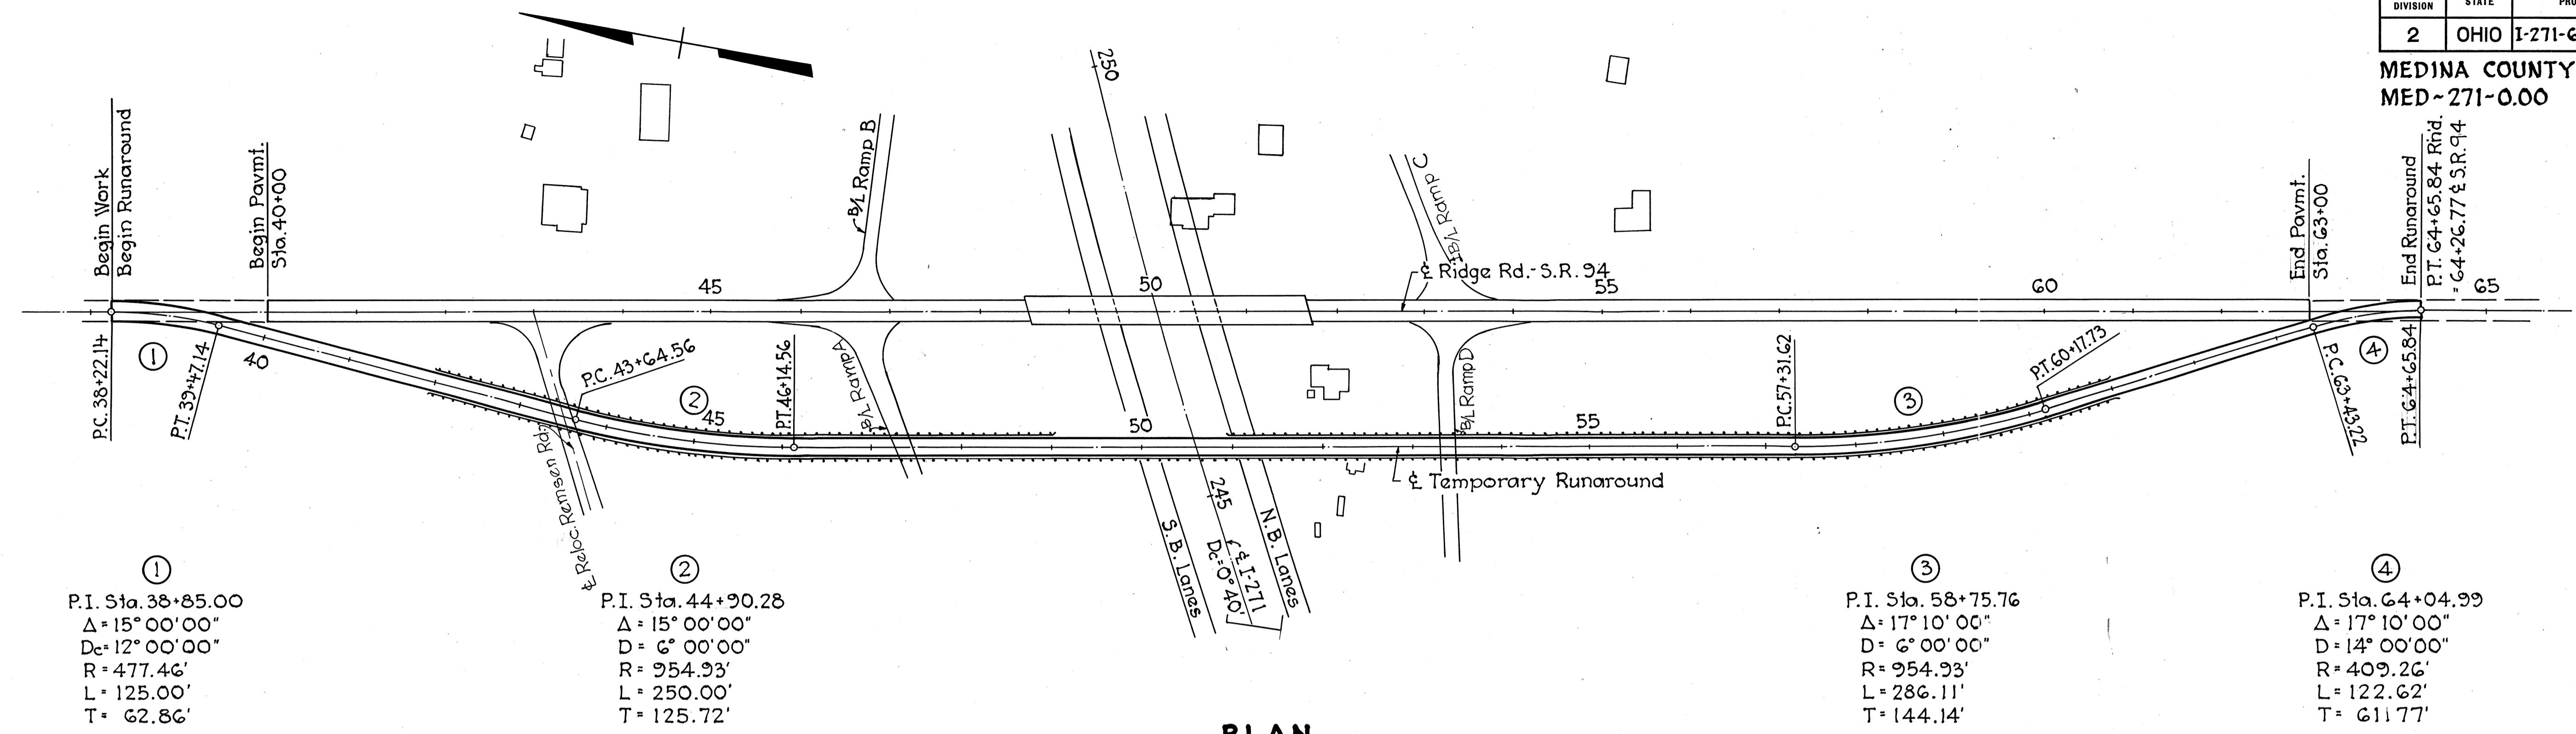 DIVISION
STATE
2
OHIO
MEDINA COUNTY
MED~271-0.00
Begin Work
Begin Runaround
Begin Pavmt.
Sta. 40+00
B/L Ramp B
250
B/L Ramp C
End Pavmt.
Sta. 63+00
End Runaround
P.T. 64+65.84 Rn'd.
= 64+26.77 ℄ S.R. 94
45
50
℄ Ridge Rd.-S.R. 94
55
60
65
P.C. 38+22.14
①
P.T. 39+47.14
40
P.C. 43+64.56
②
45
P.T. 46+14.56
B/L Ramp A
50
B/L Ramp D
55
P.C. 57+31.62
③
P.T. 60+17.73
P.C. 63+43.22
④
P.T. 64+65.84
℄ Reloc. Remsen Rd.
℄ Temporary Runaround
245
S. B. Lanes
℄ I-271
Dc=0° 40'
N. B. Lanes
①
P.I. Sta. 38+85.00
Δ = 15° 00' 00"
Dc= 12° 00' 00"
R = 477.46'
L = 125.00'
T = 62.86'
②
P.I. Sta. 44+90.28
Δ = 15° 00' 00"
D = 6° 00' 00"
R = 954.93'
L = 250.00'
T = 125.72'
③
P.I. Sta. 58+75.76
Δ = 17° 10' 00"
D = 6° 00' 00"
R = 954.93'
L = 286.11'
T = 144.14'
④
P.I. Sta. 64+04.99
Δ = 17° 10' 00"
D = 14° 00' 00"
R = 409.26'
L = 122.62'
T = 61177'
PLAN